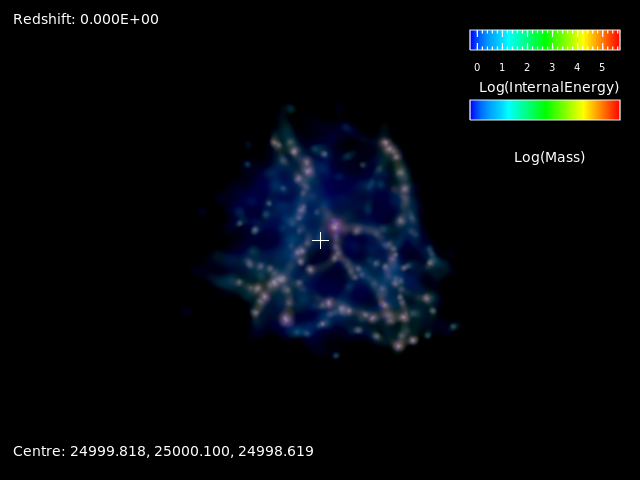 Redshift: 0.000E+00
0 1 2 3 4 5
Log(InternalEnergy)
Log(Mass)
Centre: 24999.818, 25000.100, 24998.619